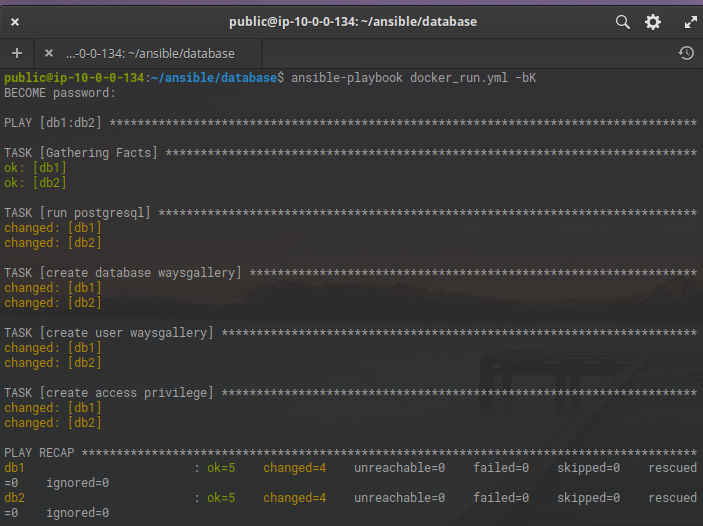 public@ip-10-0-0-134: ~/ansible/database
...-0-0-134: ~/ansible/database
public@ip-10-0-0-134:~/ansible/database$ ansible-playbook docker_run.yml -bK
BECOME password:
PLAY [db1:db2] ************************************************************************************
TASK [Gathering Facts] ****************************************************************************
ok: [db1]
ok: [db2]
TASK [run postgresql] *****************************************************************************
changed: [db1]
changed: [db2]
TASK [create database waysgallery] ****************************************************************
changed: [db1]
changed: [db2]
TASK [create user waysgallery] ********************************************************************
changed: [db1]
changed: [db2]
TASK [create access privilege] ********************************************************************
changed: [db1]
changed: [db2]
PLAY RECAP ****************************************************************************************
db1                        : ok=5    changed=4    unreachable=0    failed=0    skipped=0    rescued
=0    ignored=0
db2                        : ok=5    changed=4    unreachable=0    failed=0    skipped=0    rescued
=0    ignored=0